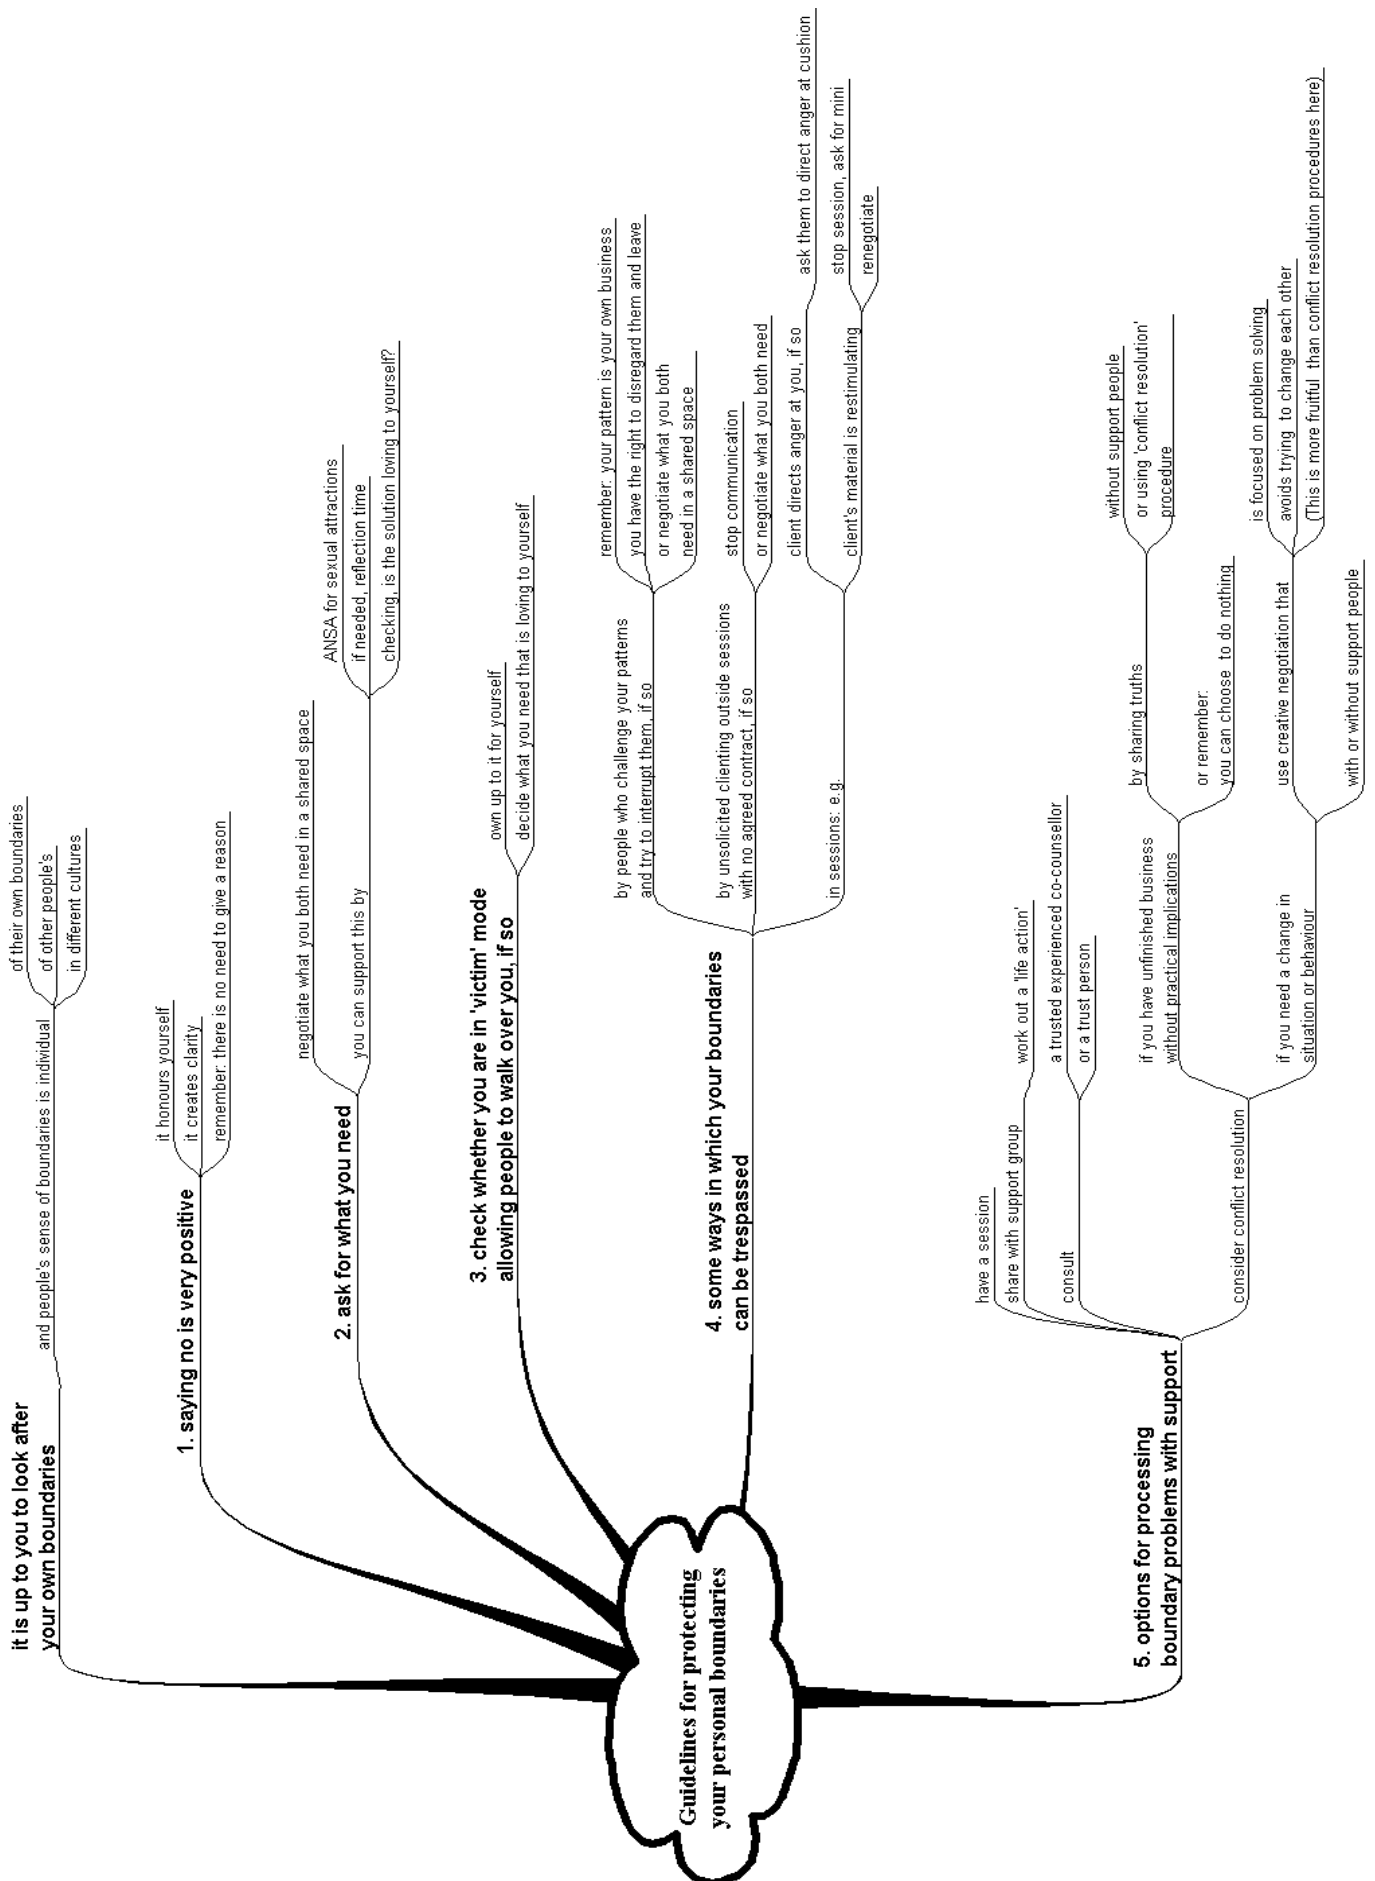 Guidelines for protecting
your personal boundaries
it is up to you to look after
your own boundaries
and people's sense of boundaries is individual
of their own boundaries
of other people's
in different cultures
1. saying no is very positive
it honours yourself
it creates clarity
remember: there is no need to give a reason
2. ask for what you need
negotiate what you both need in a shared space
you can support this by
ANSA for sexual attractions
if needed, reflection time
checking, is the solution loving to yourself?
3. check whether you are in 'victim' mode
allowing people to walk over you, if so
own up to it for yourself
decide what you need that is loving to yourself
4. some ways in which your boundaries
can be trespassed
by people who challenge your patterns
and try to interrupt them, if so
remember: your pattern is your own business
you have the right to disregard them and leave
or negotiate what you both
need in a shared space
by unsolicited clienting outside sessions
with no agreed contract, if so
stop communication
or negotiate what you both need
in sessions: e.g.
client directs anger at you, if so
ask them to direct anger at cushion
client's material is restimulating
stop session, ask for mini
renegotiate
5. options for processing
boundary problems with support
have a session
share with support group
work out a 'life action'
consult
a trusted experienced co-counsellor
or a trust person
consider conflict resolution
if you have unfinished business
without practical implications
by sharing truths
without support people
or using 'conflict resolution'
procedure
or remember:
you can choose to do nothing
if you need a change in
situation or behaviour
use creative negotiation that
is focused on problem solving
avoids trying to change each other
(This is more fruitful than conflict resolution procedures here)
with or without support people